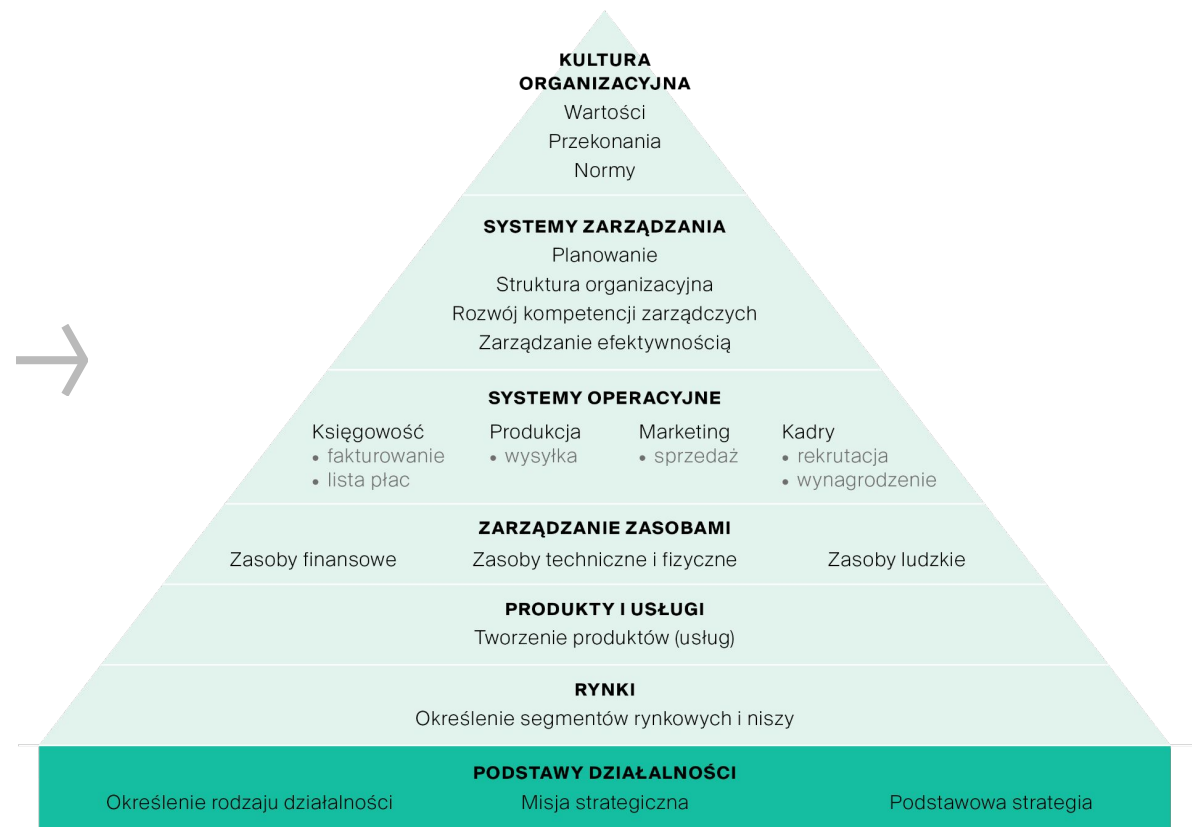 KULTURA
ORGANIZACYJNA
Wartości
Przekonania
Normy
SYSTEMY ZARZĄDZANIA
Planowanie
Struktura organizacyjna
Rozwój kompetencji zarządczych
Zarządzanie efektywnością
SYSTEMY OPERACYJNE
Księgowość Produkcja Marketing Kadry
• fakturowanie • wysyłka • sprzedaż • rekrutacja
• lista płac • wynagrodzenie
ZARZĄDZANIE ZASOBAMI
Zasoby finansowe Zasoby techniczne i fizyczne Zasoby ludzkie
PRODUKTY I USŁUGI
Tworzenie produktów (usług)
RYNKI
Określenie segmentów rynkowych i niszy
PODSTAWY DZIAŁALNOŚCI
Określenie rodzaju działalności Misja strategiczna Podstawowa strategia